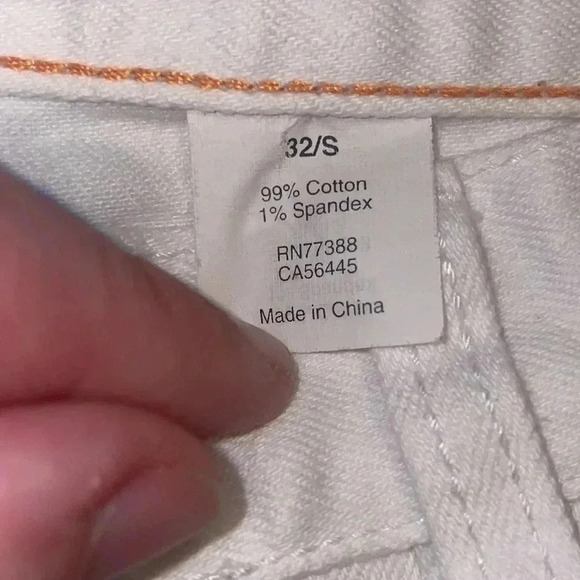 32/S
99% Cotton
1% Spandex
RN77388
CA56445
Made in China